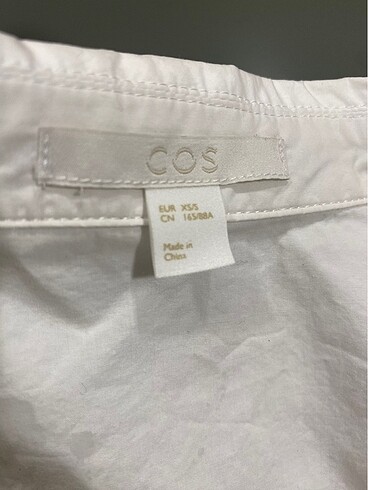 COS
EUR XS/S
CN 165/88A
Made in
China